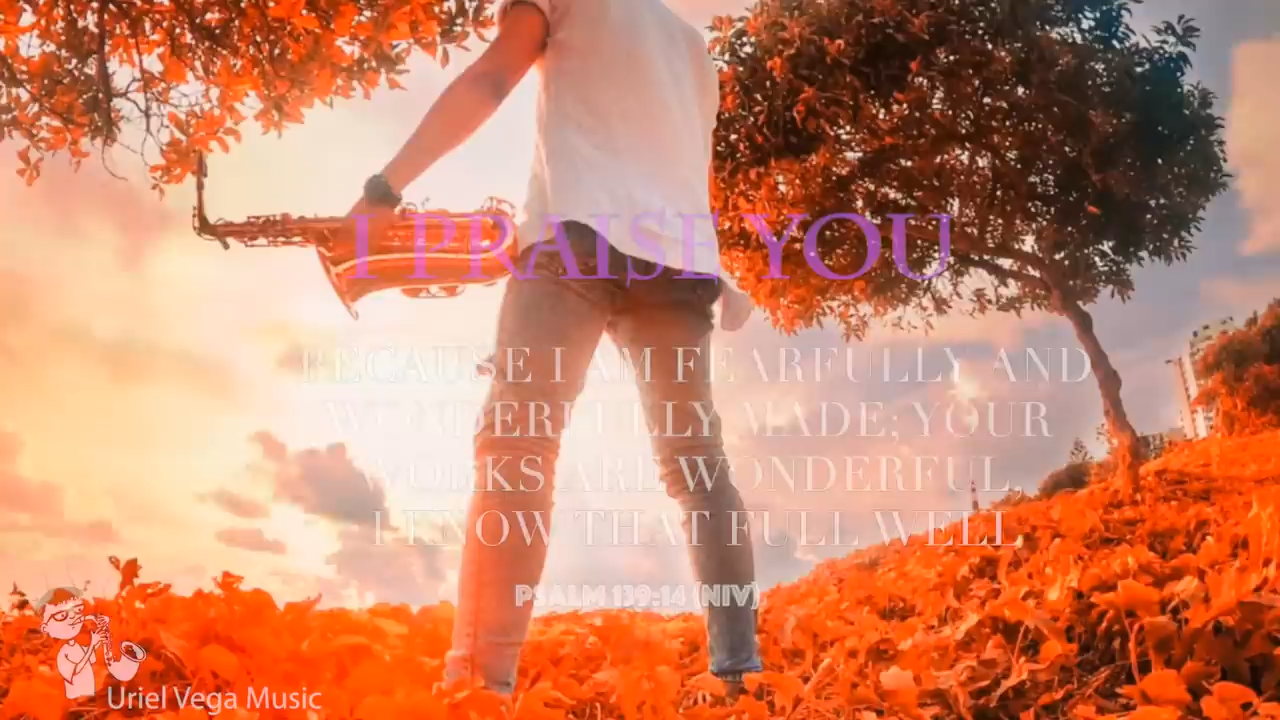 I PRAISE YOU
BECAUSE I AM FEARFULLY AND
WONDERFULLY MADE; YOUR
WORKS ARE WONDERFUL,
I KNOW THAT FULL WELL
PSALM 139:14 (NIV)
Uriel Vega Music